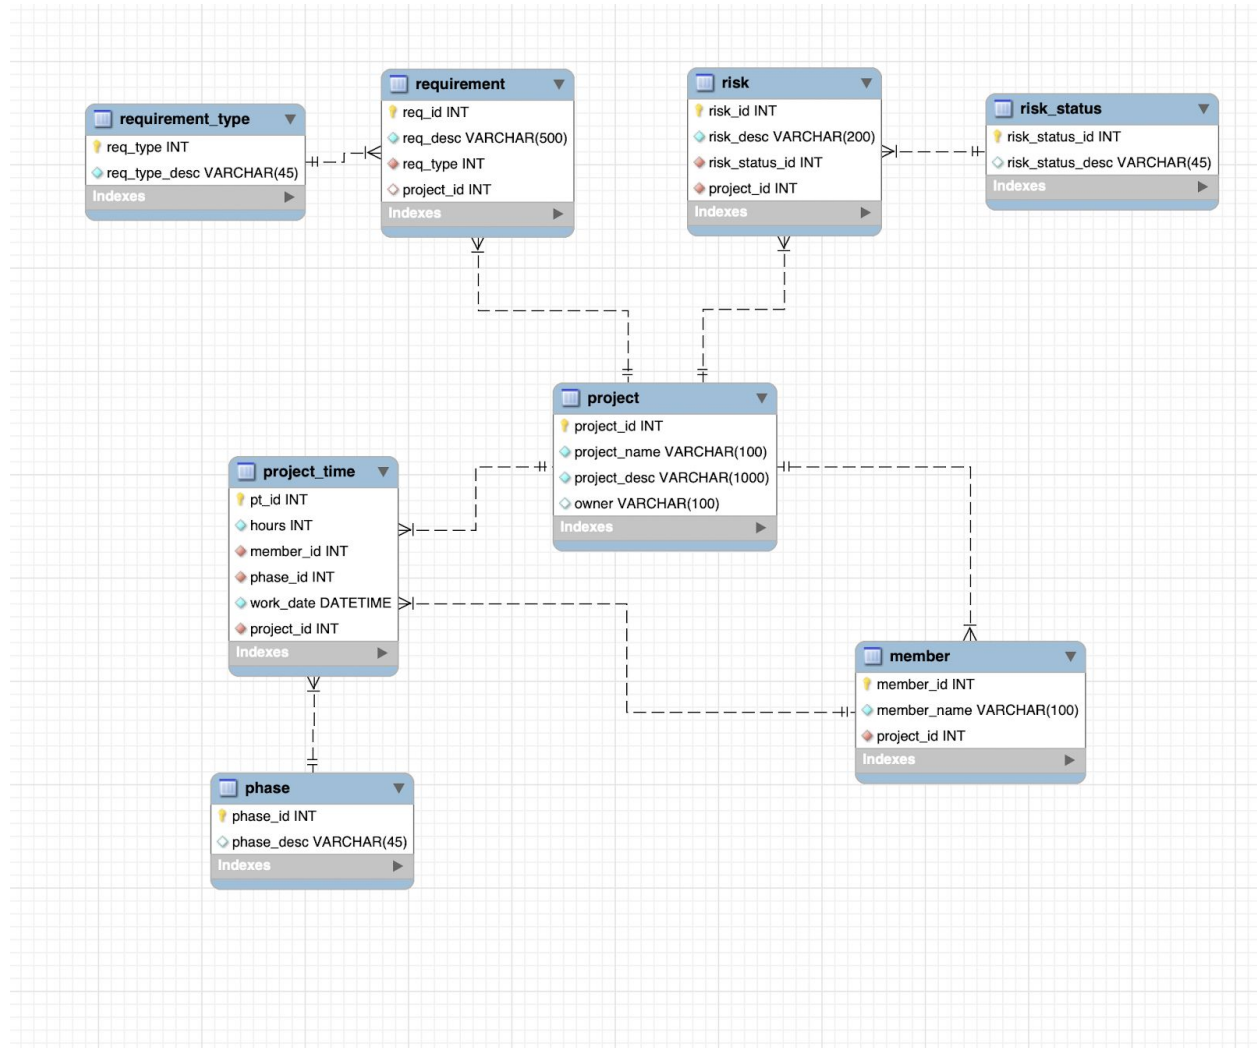 requirement_type
req_type INT
req_type_desc VARCHAR(45)
Indexes
requirement
req_id INT
req_desc VARCHAR(500)
req_type INT
project_id INT
Indexes
risk
risk_id INT
risk_desc VARCHAR(200)
risk_status_id INT
project_id INT
Indexes
risk_status
risk_status_id INT
risk_status_desc VARCHAR(45)
Indexes
project
project_id INT
project_name VARCHAR(100)
project_desc VARCHAR(1000)
owner VARCHAR(100)
Indexes
project_time
pt_id INT
hours INT
member_id INT
phase_id INT
work_date DATETIME
project_id INT
Indexes
member
member_id INT
member_name VARCHAR(100)
project_id INT
Indexes
phase
phase_id INT
phase_desc VARCHAR(45)
Indexes